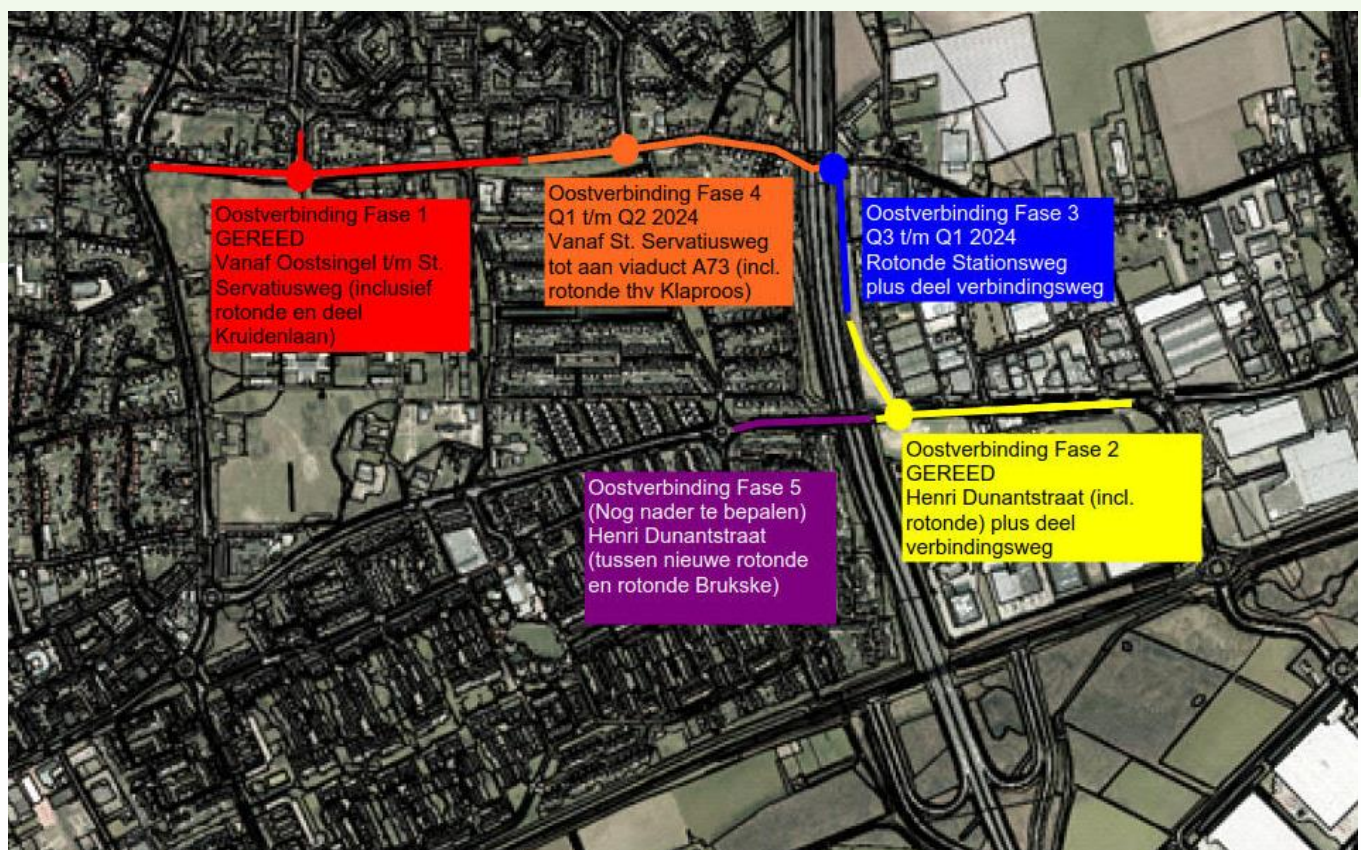 Oostverbinding Fase 1
GEREED
Vanaf Oostsingel t/m St.
Servatiusweg (inclusief
rotonde en deel
Kruidenlaan)
Oostverbinding Fase 4
Q1 t/m Q2 2024
Vanaf St. Servatiusweg
tot aan viaduct A73 (incl.
rotonde thv Klaproos)
Oostverbinding Fase 3
Q3 t/m Q1 2024
Rotonde Stationsweg
plus deel verbindingsweg
Oostverbinding Fase 2
GEREED
Henri Dunantstraat (incl.
rotonde) plus deel
verbindingsweg
Oostverbinding Fase 5
(Nog nader te bepalen)
Henri Dunantstraat
(tussen nieuwe rotonde
en rotonde Brukske)